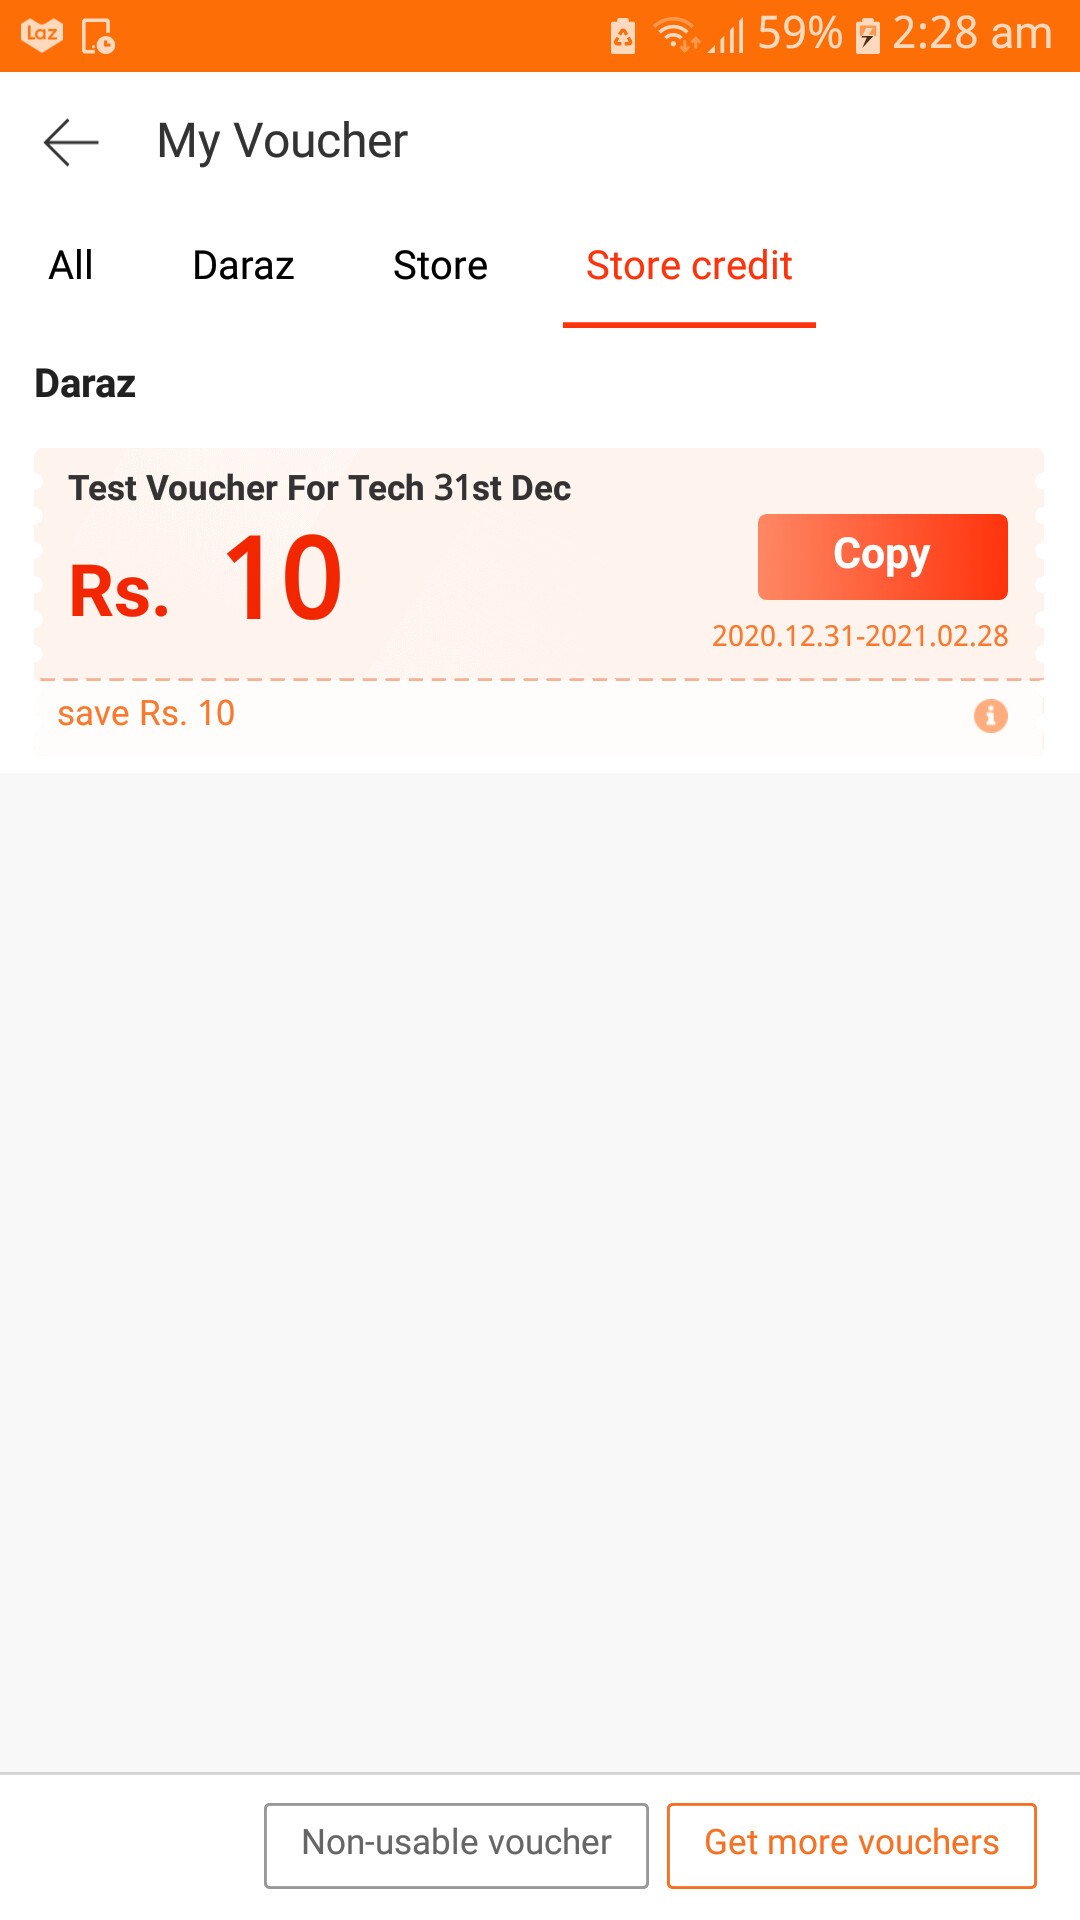 Laz 59% 2:28 am
My Voucher
All Daraz Store Store credit
Daraz
Test Voucher For Tech 31st Dec
Rs. 10
Copy
2020.12.31-2021.02.28
save Rs. 10
Non-usable voucher Get more vouchers